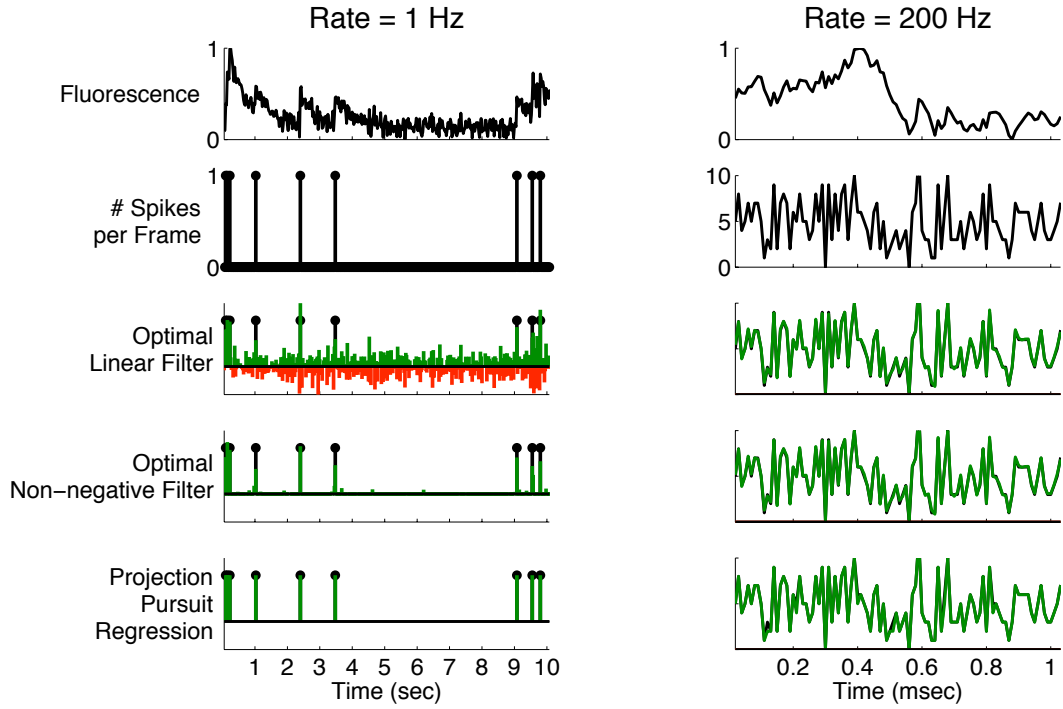 Rate = 1 Hz
Rate = 200 Hz
Fluorescence
1
0
1
0
# Spikes
per Frame
1
0
10
5
0
Optimal
Linear Filter
Optimal
Non−negative Filter
Projection
Pursuit
Regression
1 2 3 4 5 6 7 8 9 10
Time (sec)
0.2 0.4 0.6 0.8 1
Time (msec)